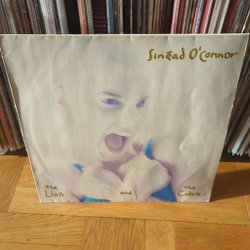 Sinéad O'Connor
the and the
Lion Cobra